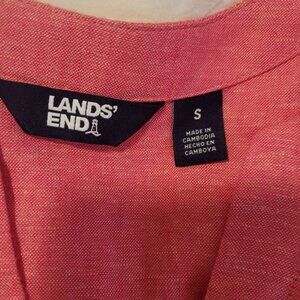 LANDS'
END
S
MADE IN
CAMBODIA
HECHO EN
CAMBOYA